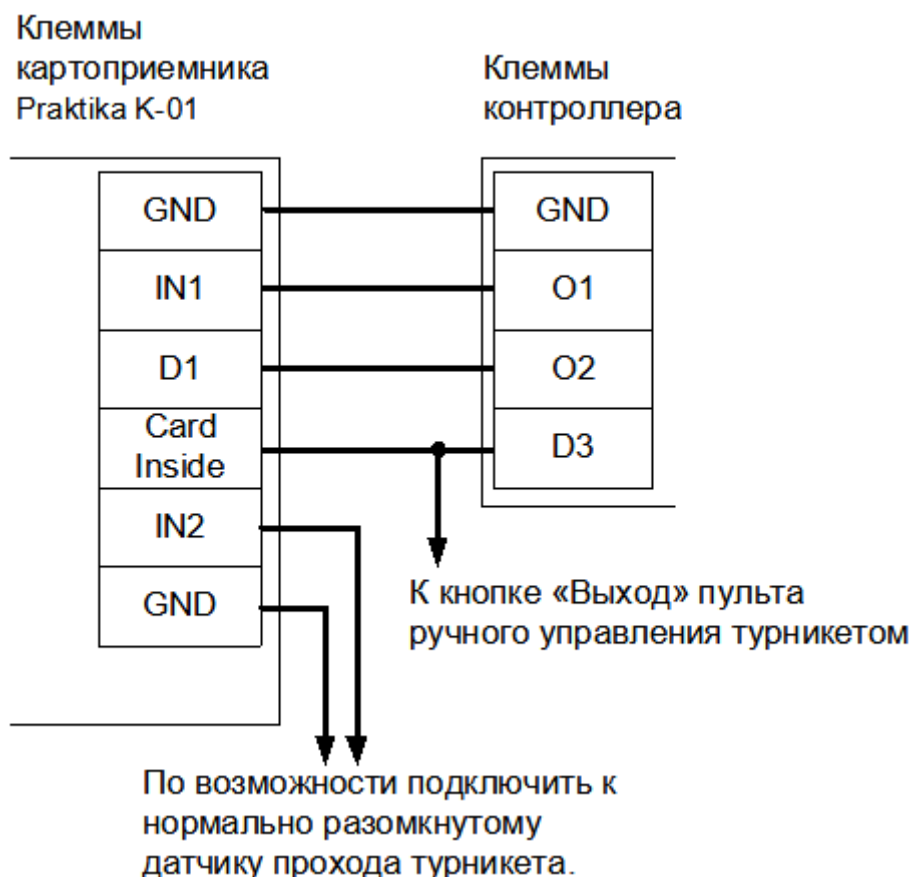 Клеммы
картоприемника
Praktika K-01
Клеммы
контроллера
GND
IN1
D1
Card
Inside
IN2
GND
GND
O1
O2
D3
К кнопке «Выход» пульта
ручного управления турникетом
По возможности подключить к
нормально разомкнутому
датчику прохода турникета.